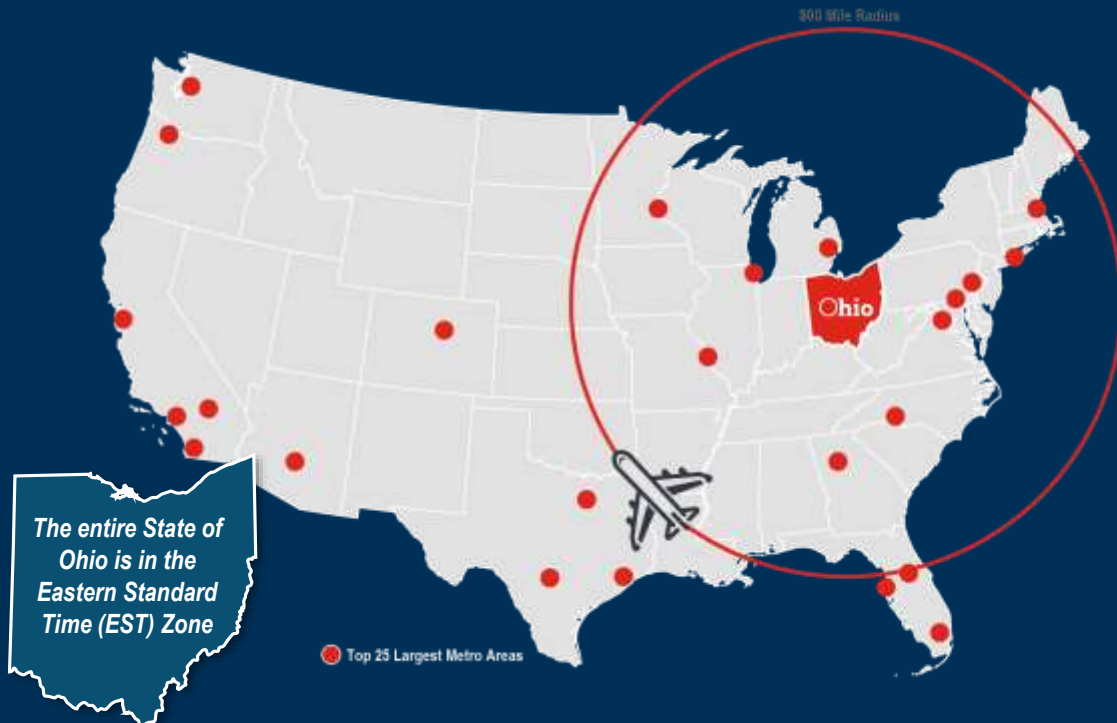 800 Mile Radius
Ohio
The entire State of
Ohio is in the
Eastern Standard
Time (EST) Zone
Top 25 Largest Metro Areas